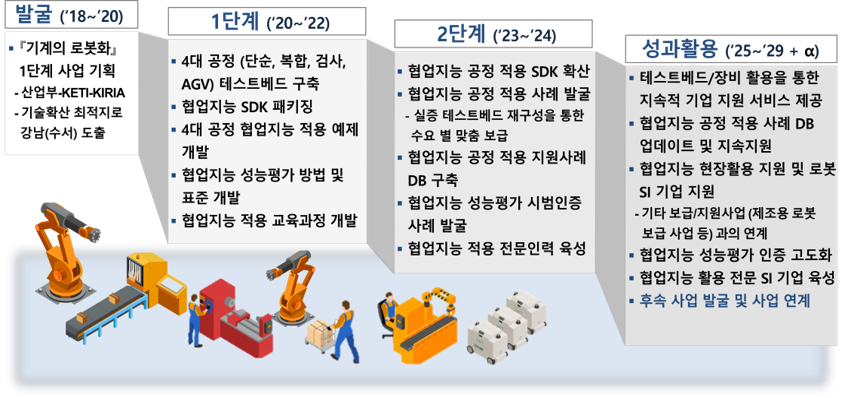 발굴 ('18~'20)
▪ 『기계의 로봇화』
1단계 사업 기획
- 산업부-KETI-KIRIA
- 기술확산 최적지로
강남(수서) 도출
1단계 ('20~'22)
▪ 4대 공정 (단순, 복합, 검사,
AGV) 테스트베드 구축
▪ 협업지능 SDK 패키징
▪ 4대 공정 협업지능 적용 예제
개발
▪ 협업지능 성능평가 방법 및
표준 개발
▪ 협업지능 적용 교육과정 개발
2단계 ('23~'24)
▪ 협업지능 공정 적용 SDK 확산
▪ 협업지능 공정 적용 사례 발굴
- 실증 테스트베드 재구성을 통한
수요 별 맞춤 보급
▪ 협업지능 공정 적용 지원사례
DB 구축
▪ 협업지능 성능평가 시범인증
사례 발굴
▪ 협업지능 적용 전문인력 육성
성과활용 ('25~'29 + α)
▪ 테스트베드/장비 활용을 통한
지속적 기업 지원 서비스 제공
▪ 협업지능 공정 적용 사례 DB
업데이트 및 지속지원
▪ 협업지능 현장활용 지원 및 로봇
SI 기업 지원
- 기타 보급/지원사업 (제조용 로봇
보급 사업 등) 과의 연계
▪ 협업지능 성능평가 인증 고도화
▪ 협업지능 활용 전문 SI 기업 육성
▪ 후속 사업 발굴 및 사업 연계